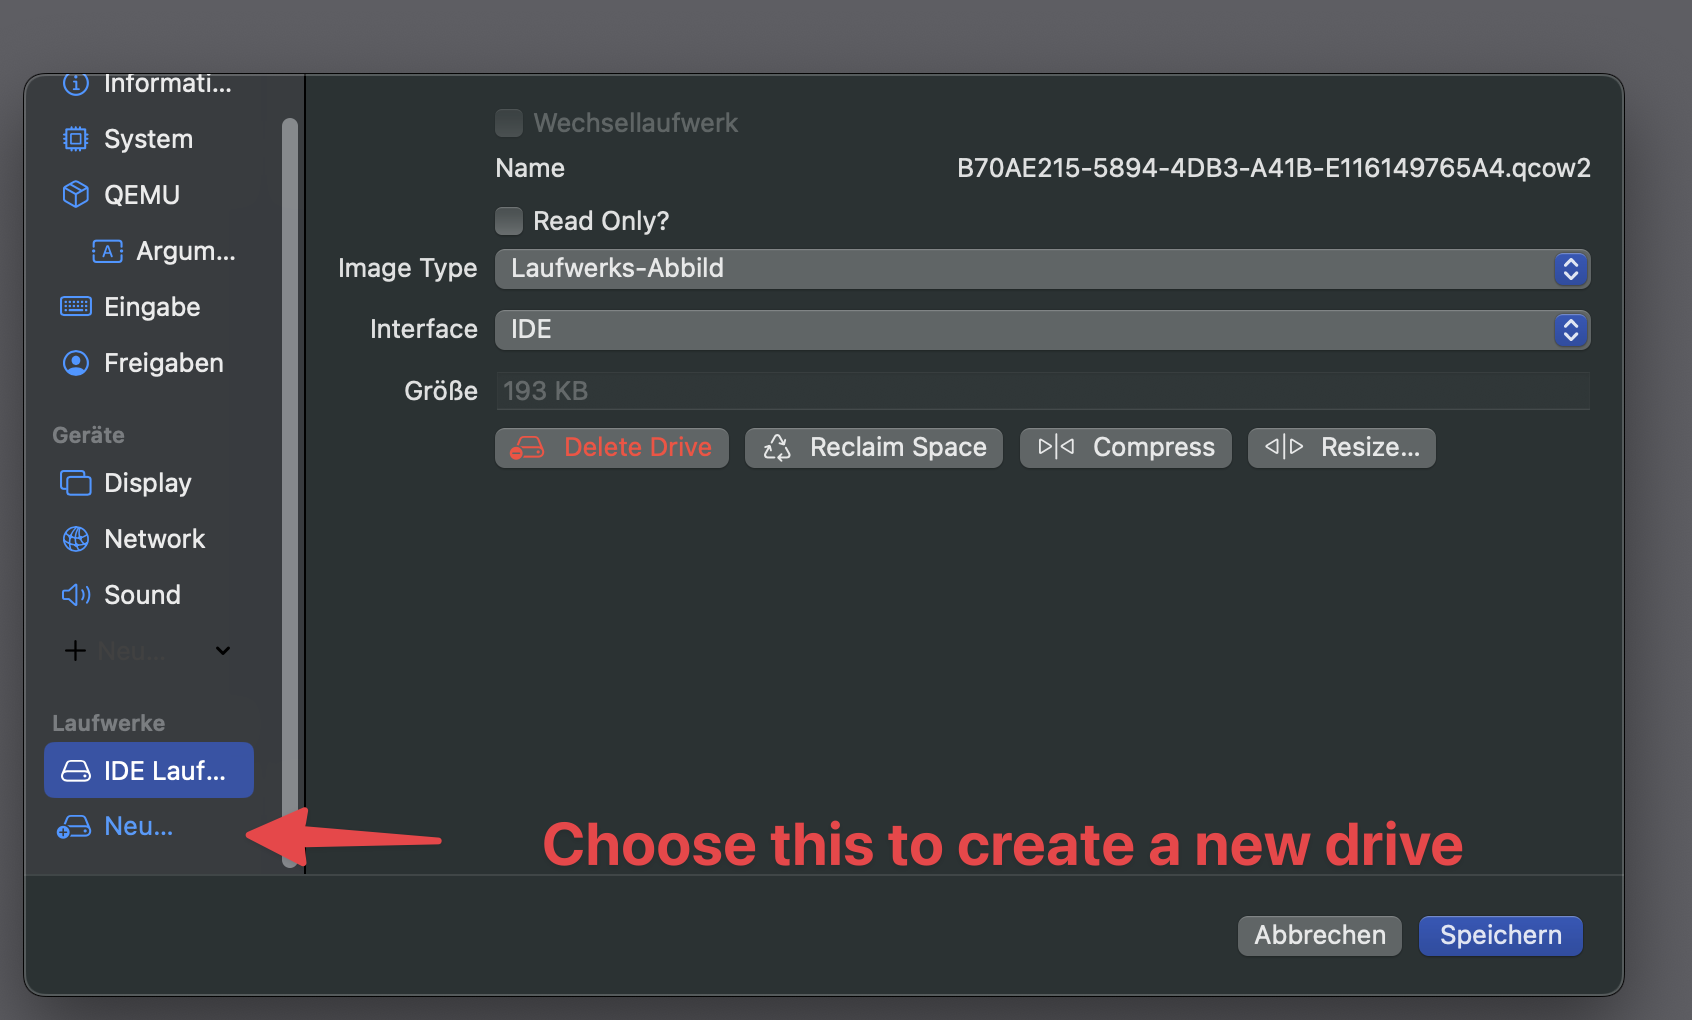 Informati...
System
QEMU
A
Argum...
Eingabe
Freigaben
Geräte
Display
Network
Sound
Neu...
Laufwerke
IDE Lauf...
Neu...
Wechsellaufwerk
Name B70AE215-5894-4DB3-A41B-E116149765A4.qcow2
Read Only?
Image Type Laufwerks-Abbild
Interface IDE
Größe 193 KB
Delete Drive Reclaim Space Compress Resize...
Choose this to create a new drive
Abbrechen Speichern